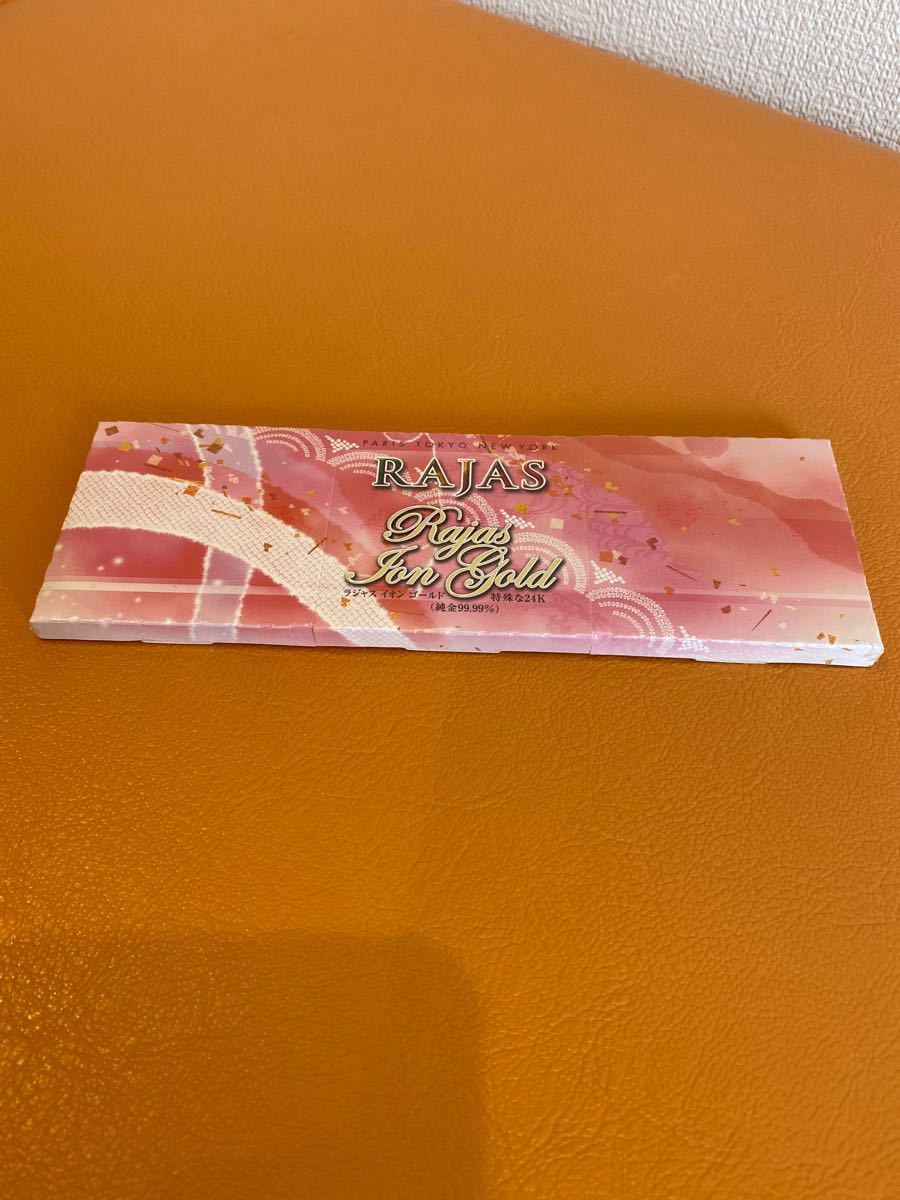 PARIS TOKYO NEW YORK
RAJAS
Rajas
Ion Gold
ラジャス イオン ゴールド 特殊な24K
(純金99.99%)